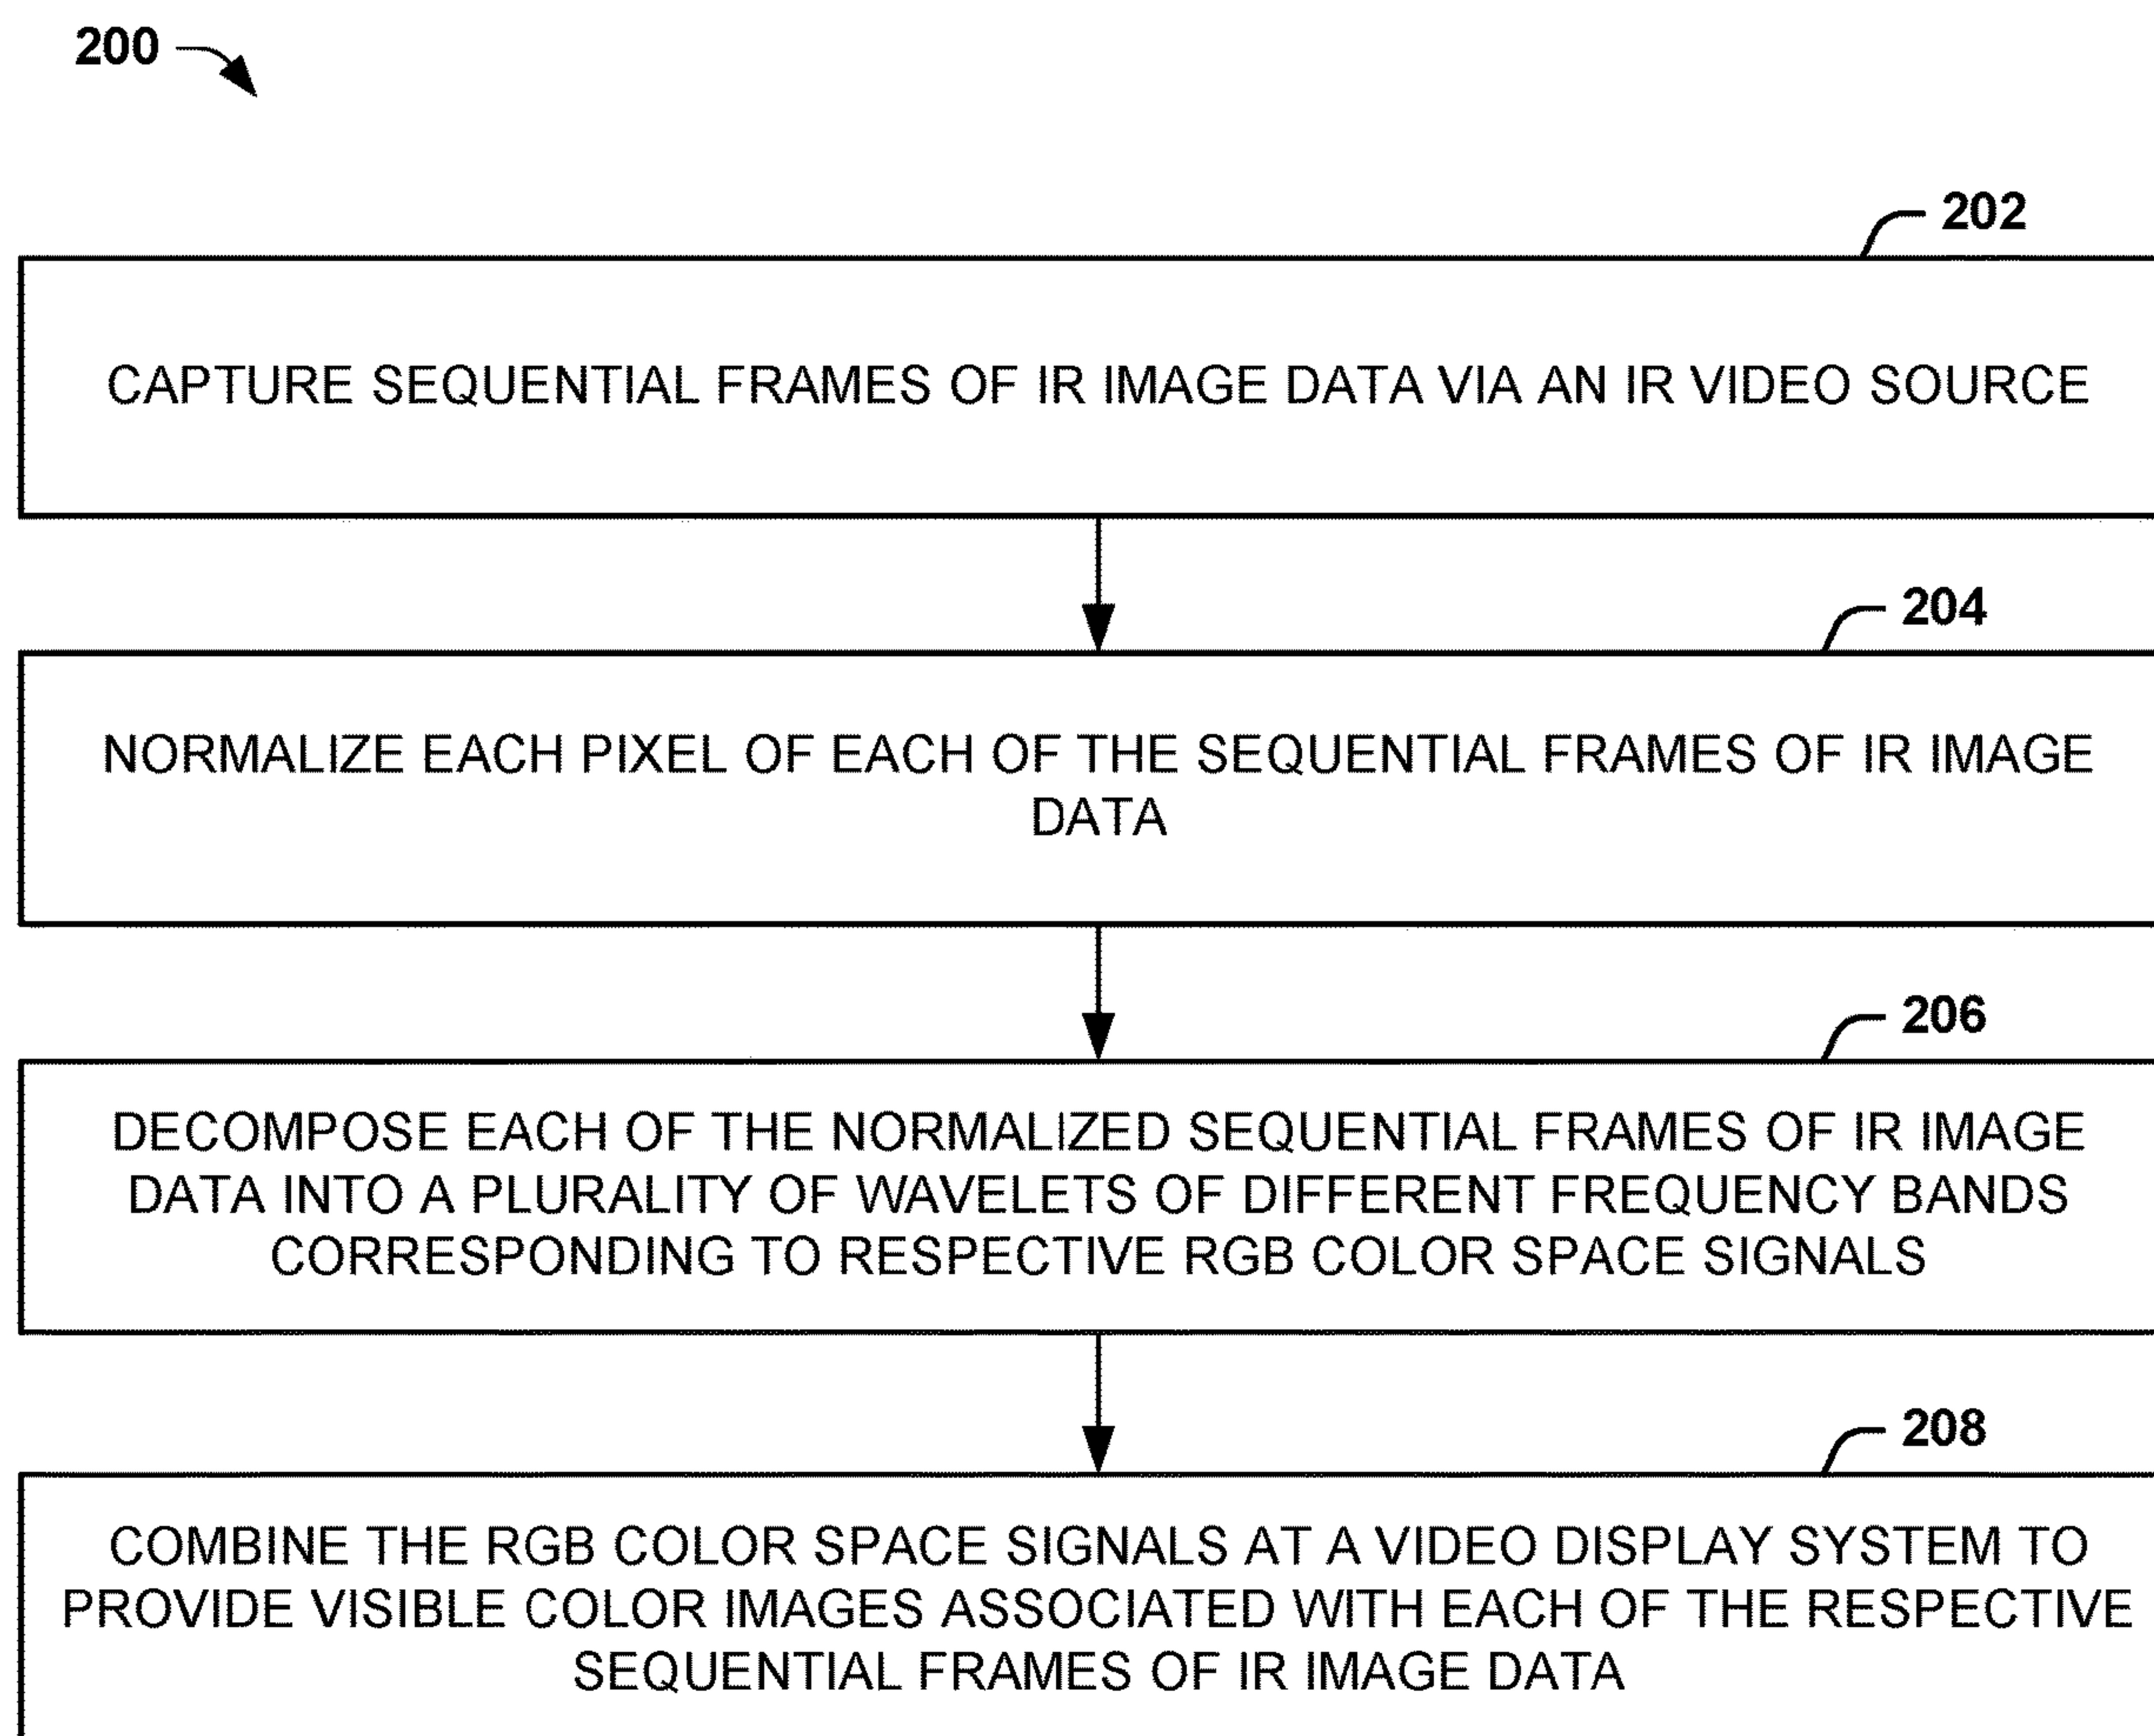 200
202
CAPTURE SEQUENTIAL FRAMES OF IR IMAGE DATA VIA AN IR VIDEO SOURCE
204
NORMALIZE EACH PIXEL OF EACH OF THE SEQUENTIAL FRAMES OF IR IMAGE
DATA
206
DECOMPOSE EACH OF THE NORMALIZED SEQUENTIAL FRAMES OF IR IMAGE
DATA INTO A PLURALITY OF WAVELETS OF DIFFERENT FREQUENCY BANDS
CORRESPONDING TO RESPECTIVE RGB COLOR SPACE SIGNALS
208
COMBINE THE RGB COLOR SPACE SIGNALS AT A VIDEO DISPLAY SYSTEM TO
PROVIDE VISIBLE COLOR IMAGES ASSOCIATED WITH EACH OF THE RESPECTIVE
SEQUENTIAL FRAMES OF IR IMAGE DATA